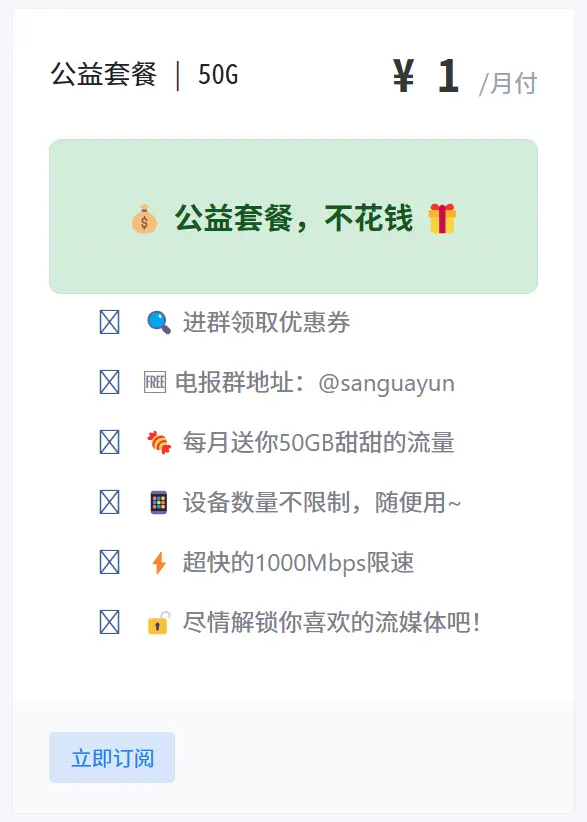 公益套餐 | 50G
¥ 1 /月付
💰 公益套餐，不花钱 🎁
🔍 进群领取优惠券
🆓 电报群地址：@sanguayun
🍬 每月送你50GB甜甜的流量
📱 设备数量不限制，随便用~
⚡ 超快的1000Mbps限速
🔓 尽情解锁你喜欢的流媒体吧！
立即订阅